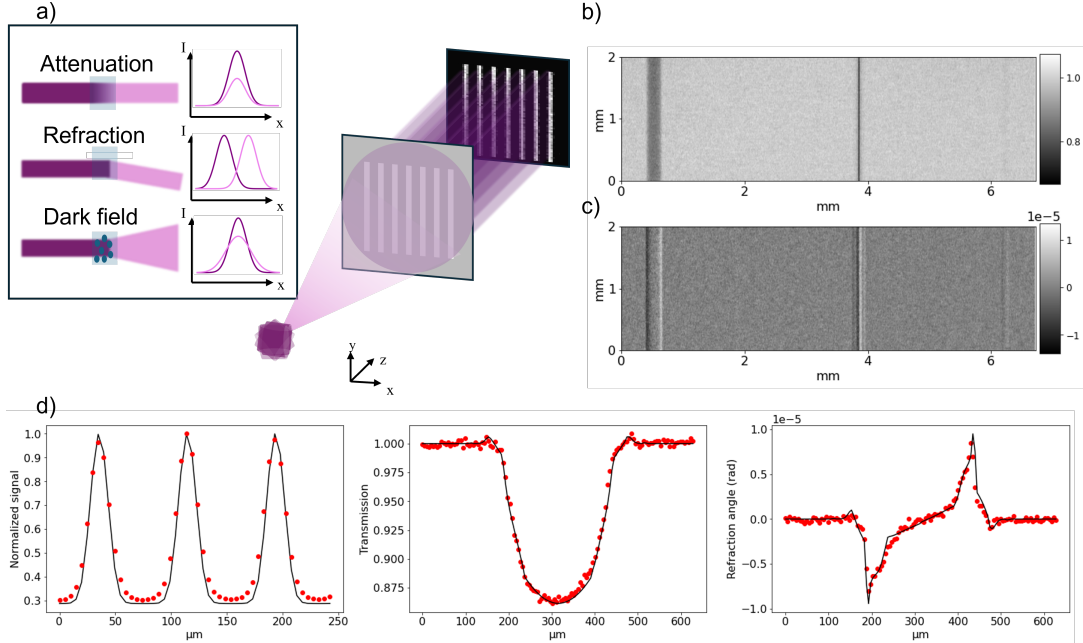 a)
Attenuation
I
x
Refraction
I
x
Dark field
I
x
y
z
x
b)
2
1
0
mm
0
2
4
6
mm
1.0
0.8
c)
1e−5
2
1
0
mm
0
2
4
6
mm
1
0
−1
d)
1.0
0.9
0.8
0.7
0.6
0.5
0.4
0.3
Normalized signal
0
50
100
150
200
250
μm
1.000
0.975
0.950
0.925
0.900
0.875
Transmission
0
100
200
300
400
500
600
μm
1e−5
1.0
0.5
0.0
−0.5
−1.0
Refraction angle (rad)
0
100
200
300
400
500
600
μm